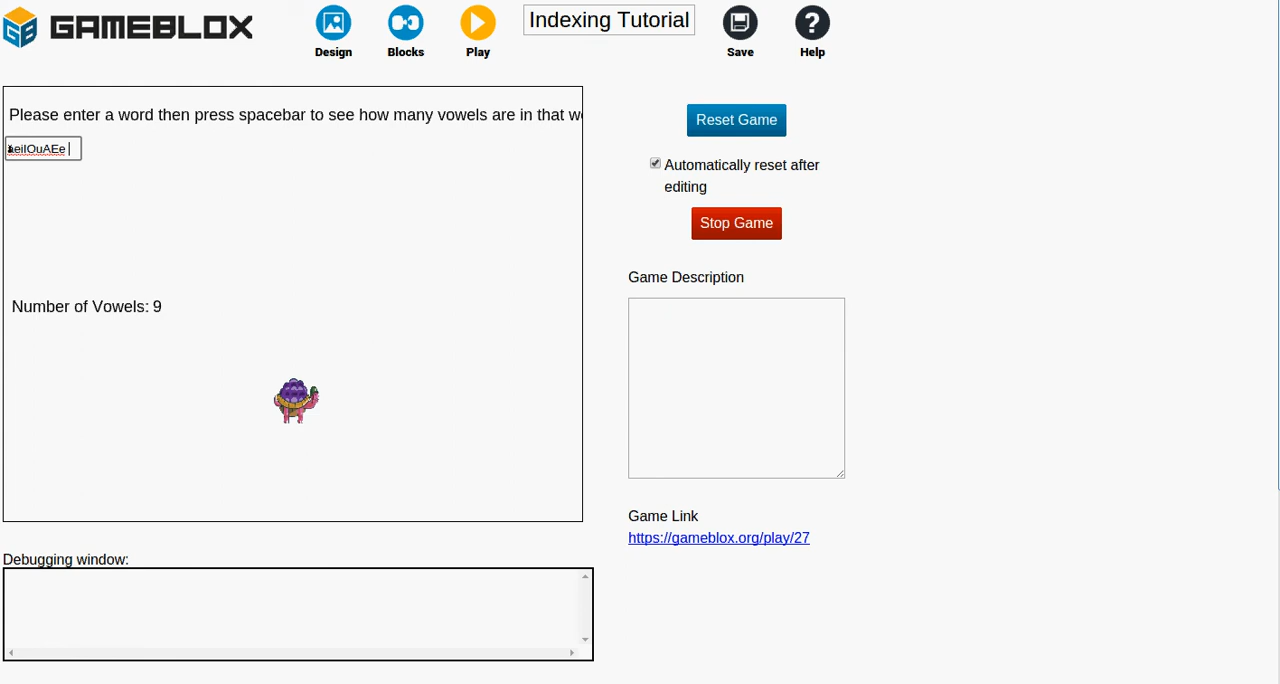 GAMEBLOX
Design
Blocks
Play
Indexing Tutorial
Save
Help
Please enter a word then press spacebar to see how many vowels are in that
aeiIOuAEe
Number of Vowels: 9
Reset Game
Automatically reset after
editing
Stop Game
Game Description
Game Link
https://gameblox.org/play/27
Debugging window: